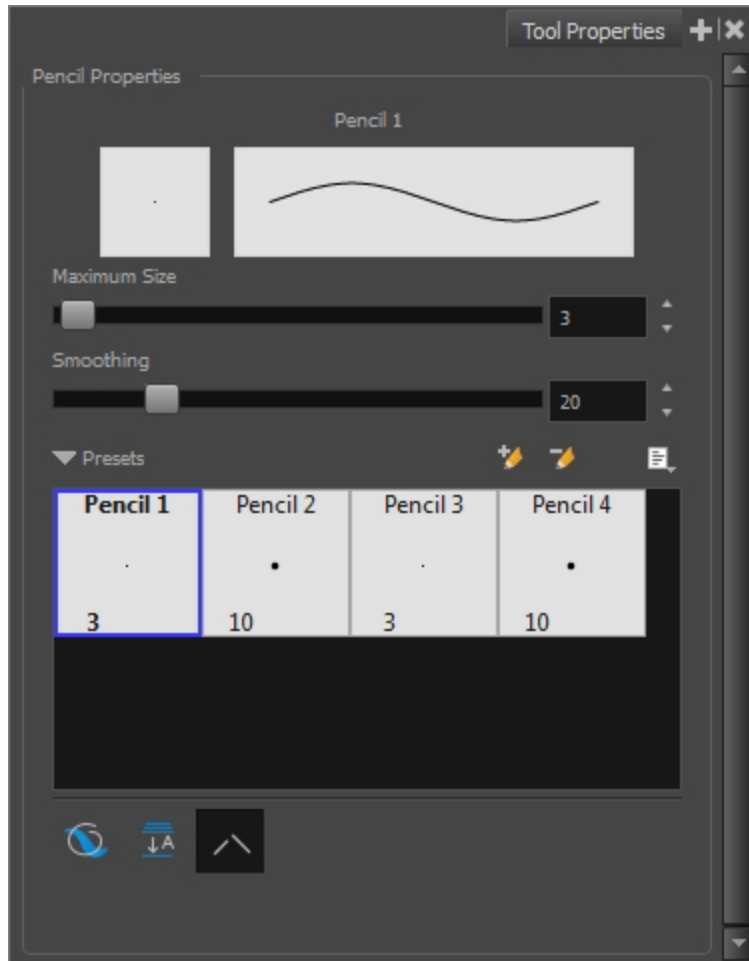 Tool Properties
Pencil Properties
Pencil 1
Maximum Size
3
Smoothing
20
Presets
Pencil 1 Pencil 2 Pencil 3 Pencil 4
3 10 3 10
A